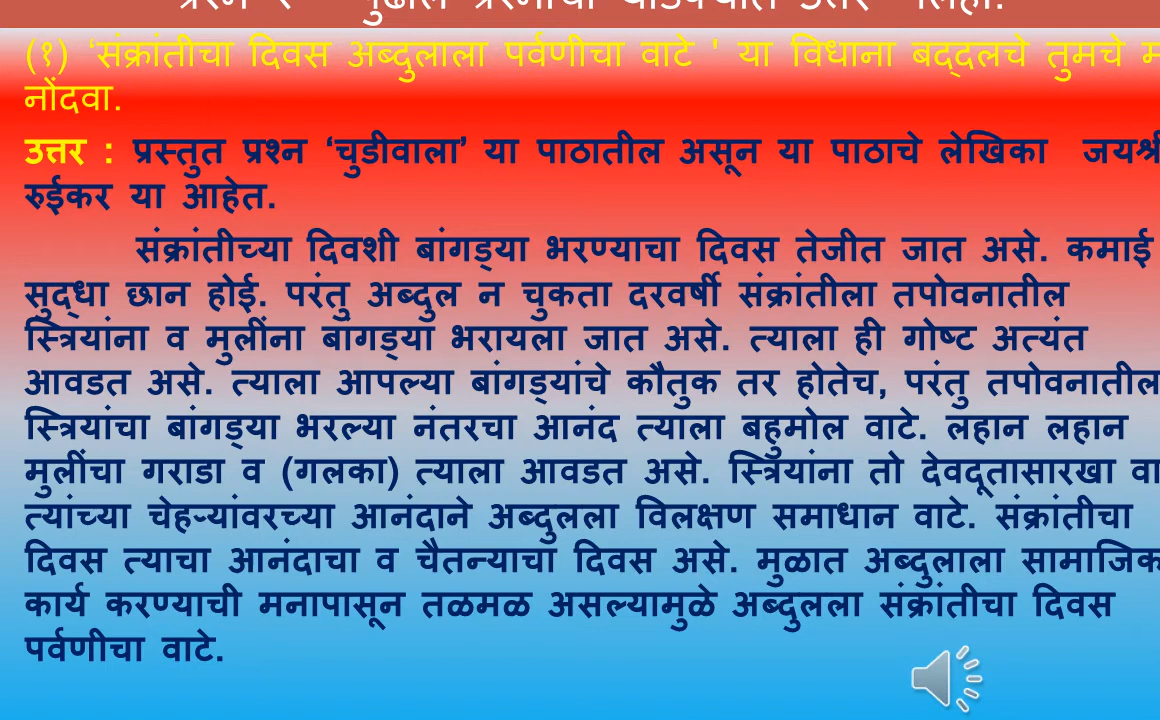 (१) ‘संक्रांतीचा दिवस अब्दुलाला पर्वणीचा वाटे ' या विधाना बद्दलचे तुमचे
नोंदवा.
उत्तर : प्रस्तुत प्रश्न ‘चुडीवाला’ या पाठातील असून या पाठाचे लेखिका जयश्री
रुईकर या आहेत.
संक्रांतीच्या दिवशी बांगड्या भरण्याचा दिवस तेजीत जात असे. कमाई
सुद्धा छान होई. परंतु अब्दुल न चुकता दरवर्षी संक्रांतीला तपोवनातील
स्त्रियांना व मुलींना बांगड्या भरायला जात असे. त्याला ही गोष्ट अत्यंत
आवडत असे. त्याला आपल्या बांगड्यांचे कौतुक तर होतेच, परंतु तपोवनातील
स्त्रियांचा बांगड्या भरल्या नंतरचा आनंद त्याला बहुमोल वाटे. लहान लहान
मुलींचा गराडा व (गलका) त्याला आवडत असे. स्त्रियांना तो देवदूतासारखा वा
त्यांच्या चेहऱ्यांवरच्या आनंदाने अब्दुलला विलक्षण समाधान वाटे. संक्रांतीचा
दिवस त्याचा आनंदाचा व चैतन्याचा दिवस असे. मुळात अब्दुलाला सामाजिक
कार्य करण्याची मनापासून तळमळ असल्यामुळे अब्दुलला संक्रांतीचा दिवस
पर्वणीचा वाटे.